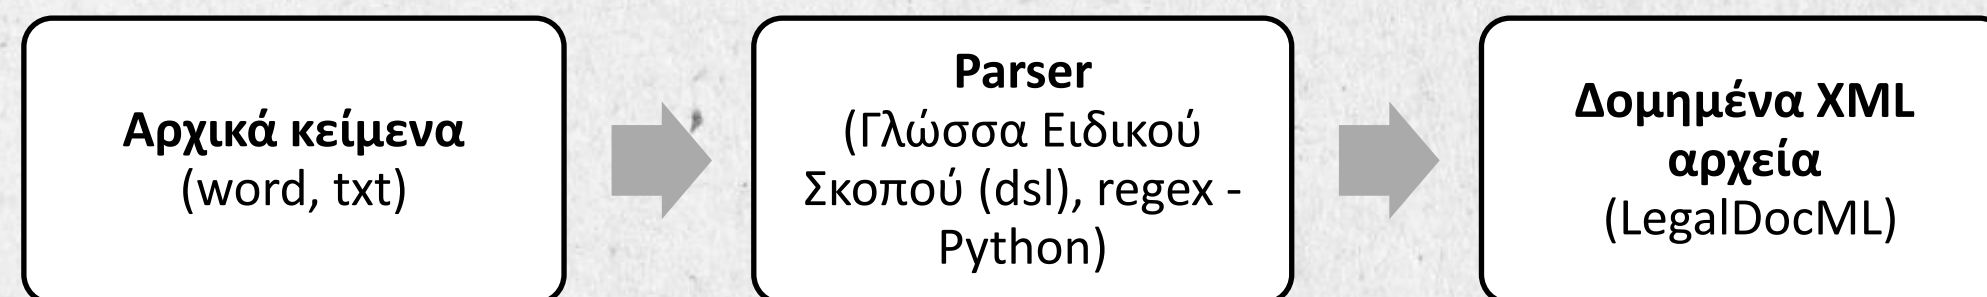 Αρχικά κείμενα
(word, txt)
Parser
(Γλώσσα Ειδικού
Σκοπού (dsl), regex -
Python)
Δομημένα XML
αρχεία
(LegalDocML)